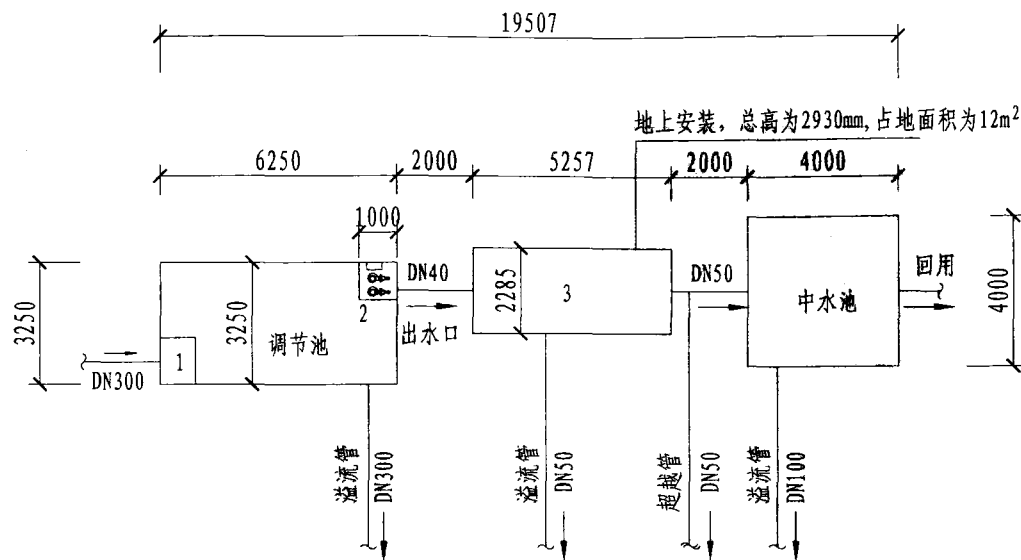 19507
地上安装，总高为2930mm,占地面积为12m²
6250
2000
5257
2000
4000
1000
3250
3250
2285
4000
DN40
DN50
2
3
回用
出水口
调节池
中水池
1
DN300
溢流管
DN300
溢流管
DN50
超越管
DN50
溢流管
DN100